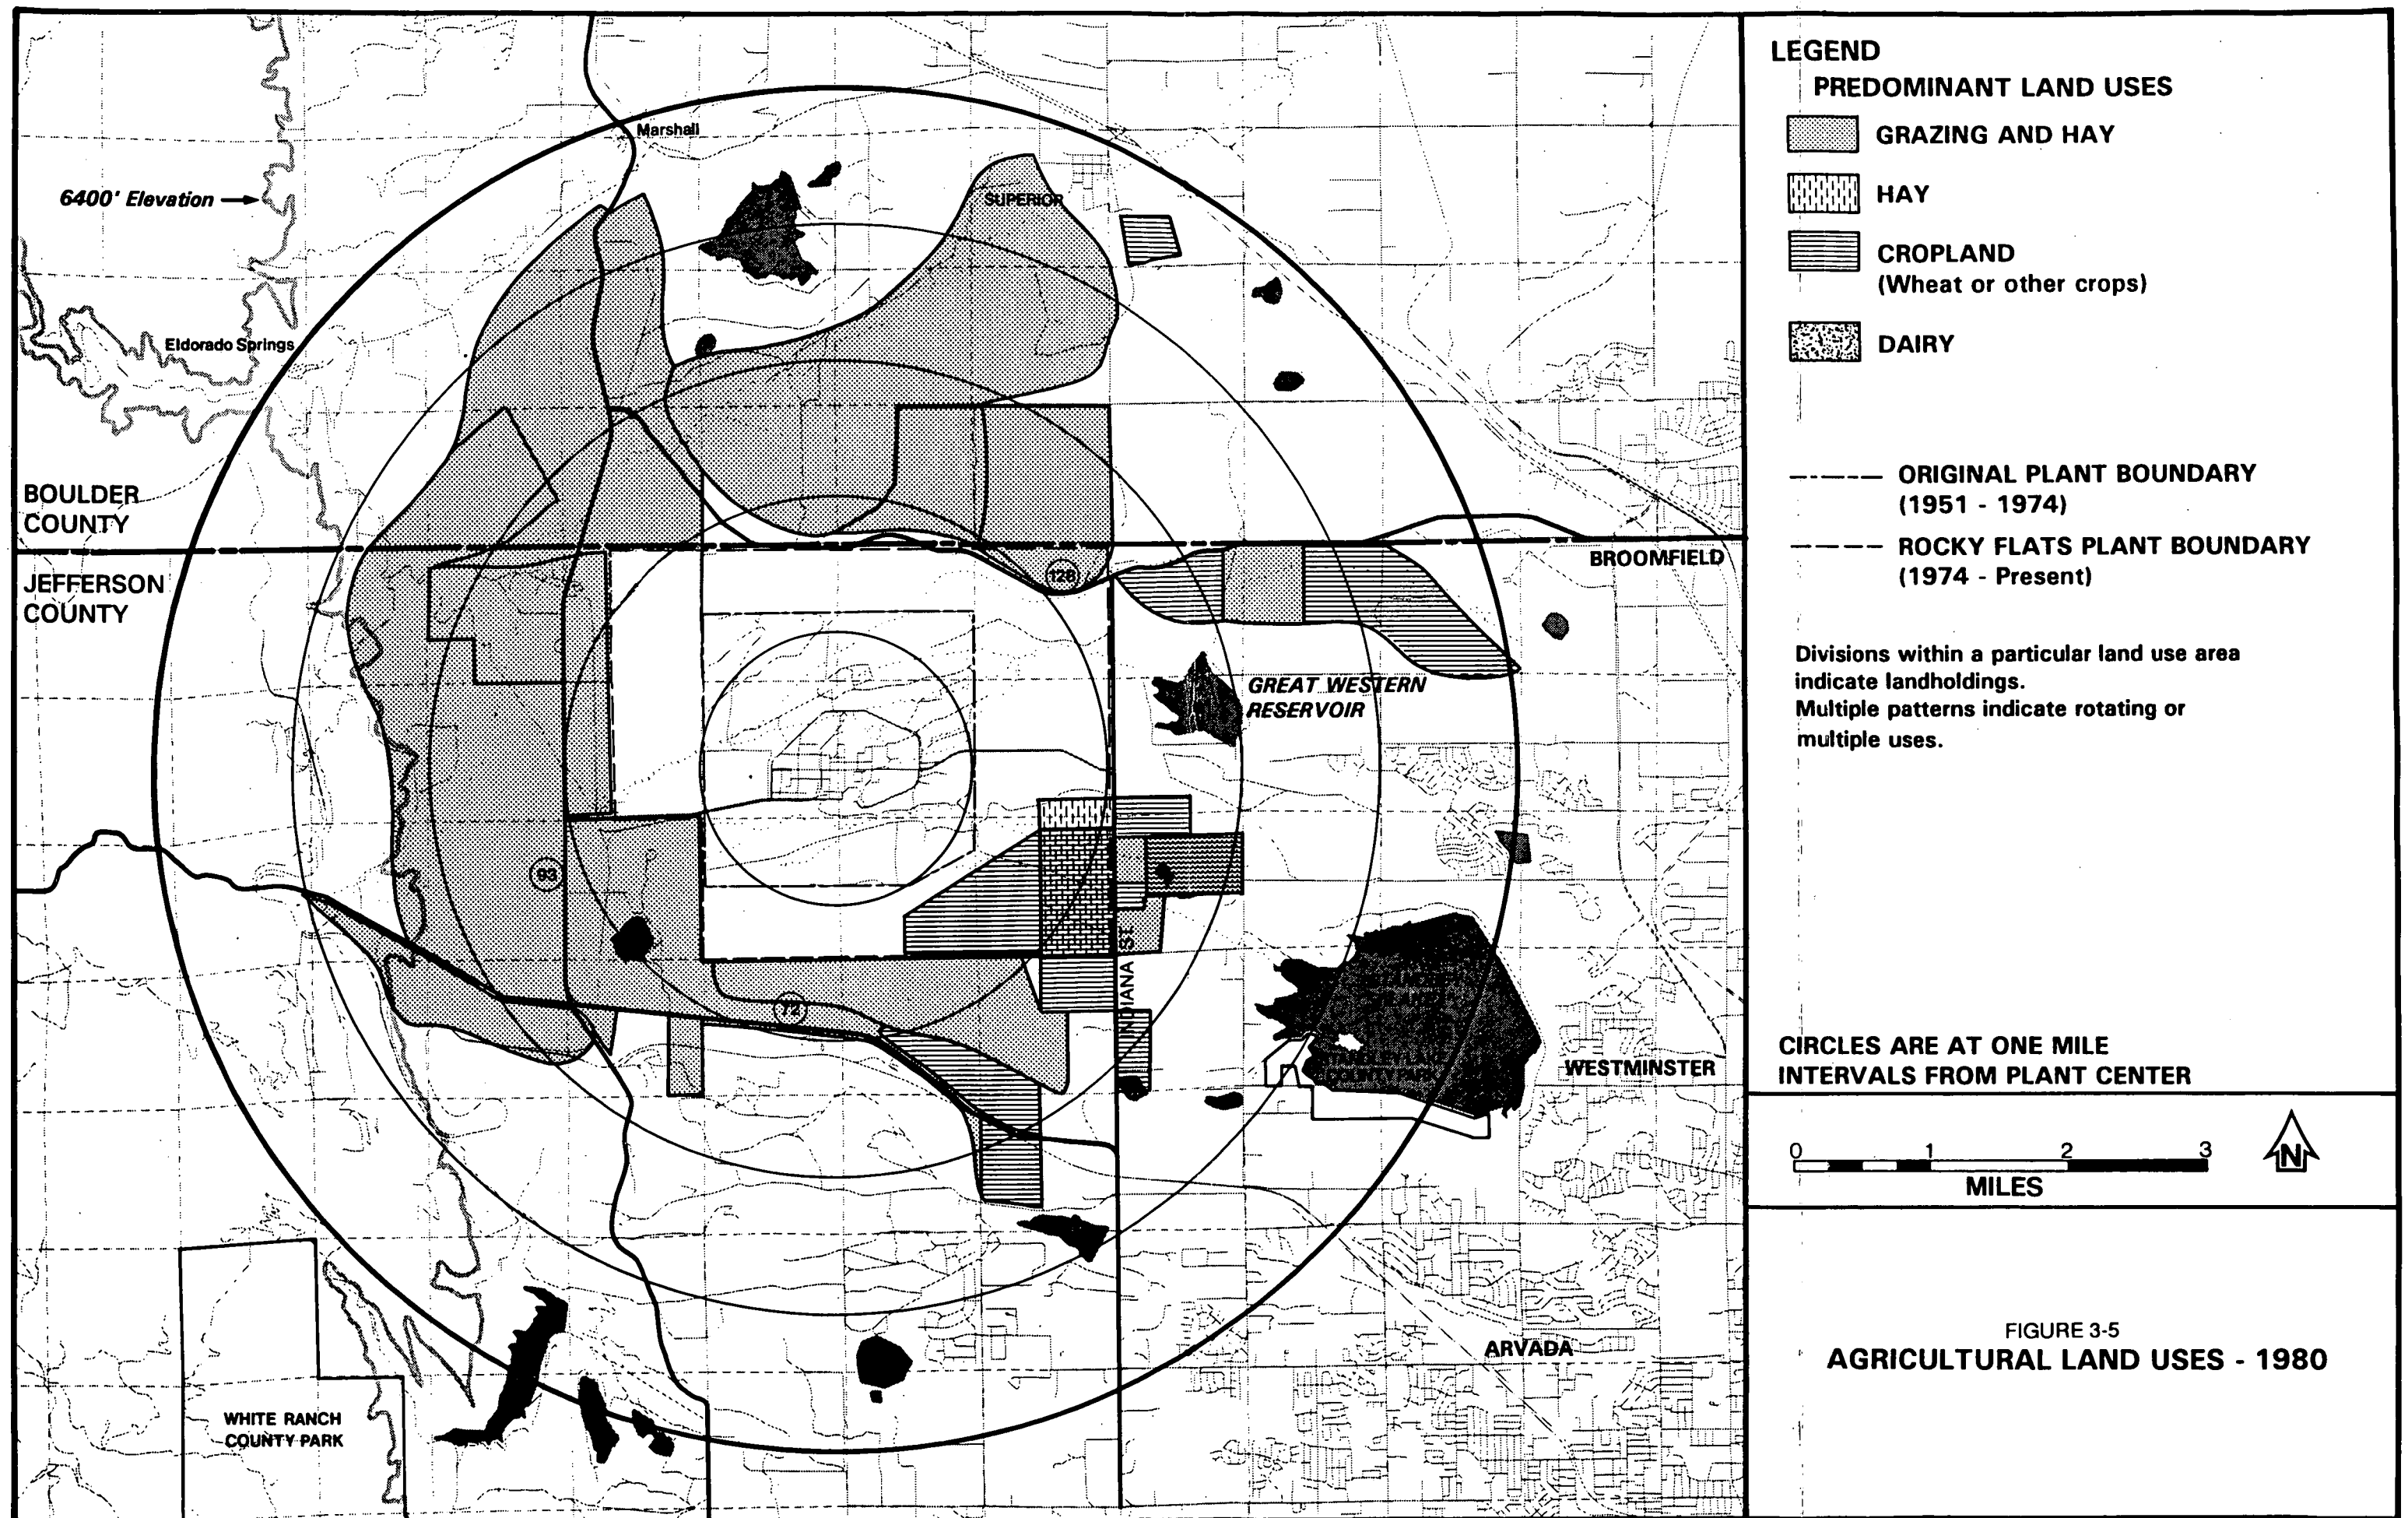 Marshall
SUPERIOR
6400' Elevation
Eldorado Springs
BOULDER
COUNTY
JEFFERSON
COUNTY
128
BROOMFIELD
GREAT WESTERN
RESERVOIR
93
72
INDIANA ST.
COUNTY PARK
WESTMINSTER
ARVADA
WHITE RANCH
COUNTY PARK
LEGEND
PREDOMINANT LAND USES
GRAZING AND HAY
HAY
CROPLAND
(Wheat or other crops)
DAIRY
ORIGINAL PLANT BOUNDARY
(1951 - 1974)
ROCKY FLATS PLANT BOUNDARY
(1974 - Present)
Divisions within a particular land use area
indicate landholdings.
Multiple patterns indicate rotating or
multiple uses.
CIRCLES ARE AT ONE MILE
INTERVALS FROM PLANT CENTER
0 1 2 3
MILES
N
FIGURE 3-5
AGRICULTURAL LAND USES - 1980